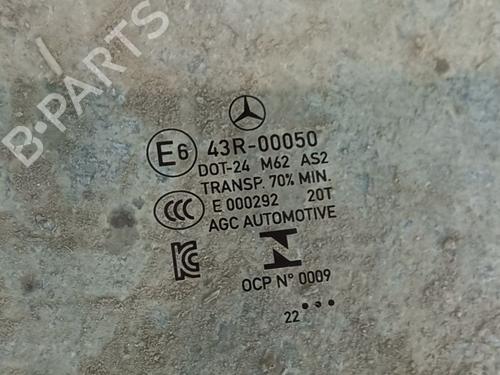 B-PARTS
E6 43R-00050
DOT-24 M62 AS2
TRANSP. 70% MIN.
CCC E 000292 20T
AGC AUTOMOTIVE
KC N
OCP N° 0009
22...